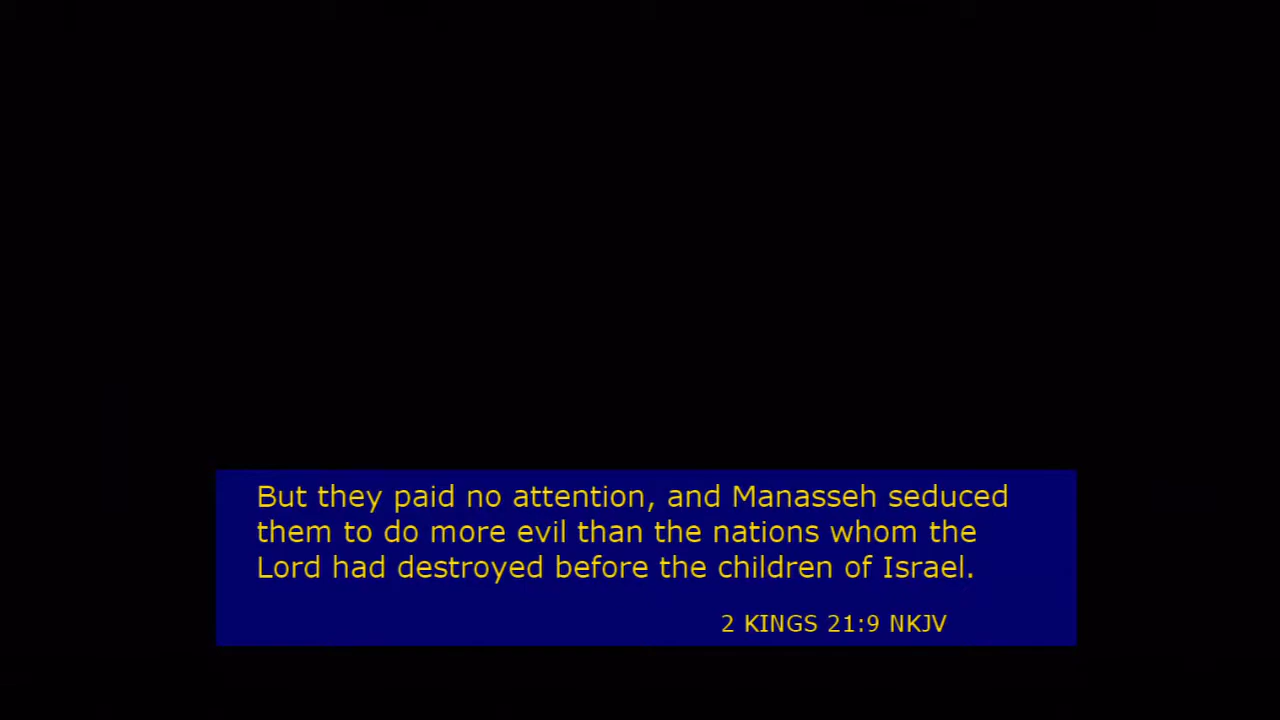 But they paid no attention, and Manasseh seduced
them to do more evil than the nations whom the
Lord had destroyed before the children of Israel.
2 KINGS 21:9 NKJV